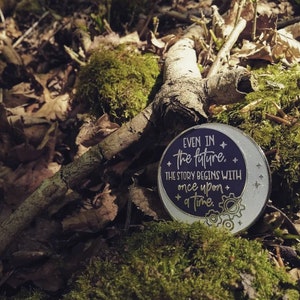 EVEN IN
the future,
THE STORY BEGINS WITH
once upon
a time.